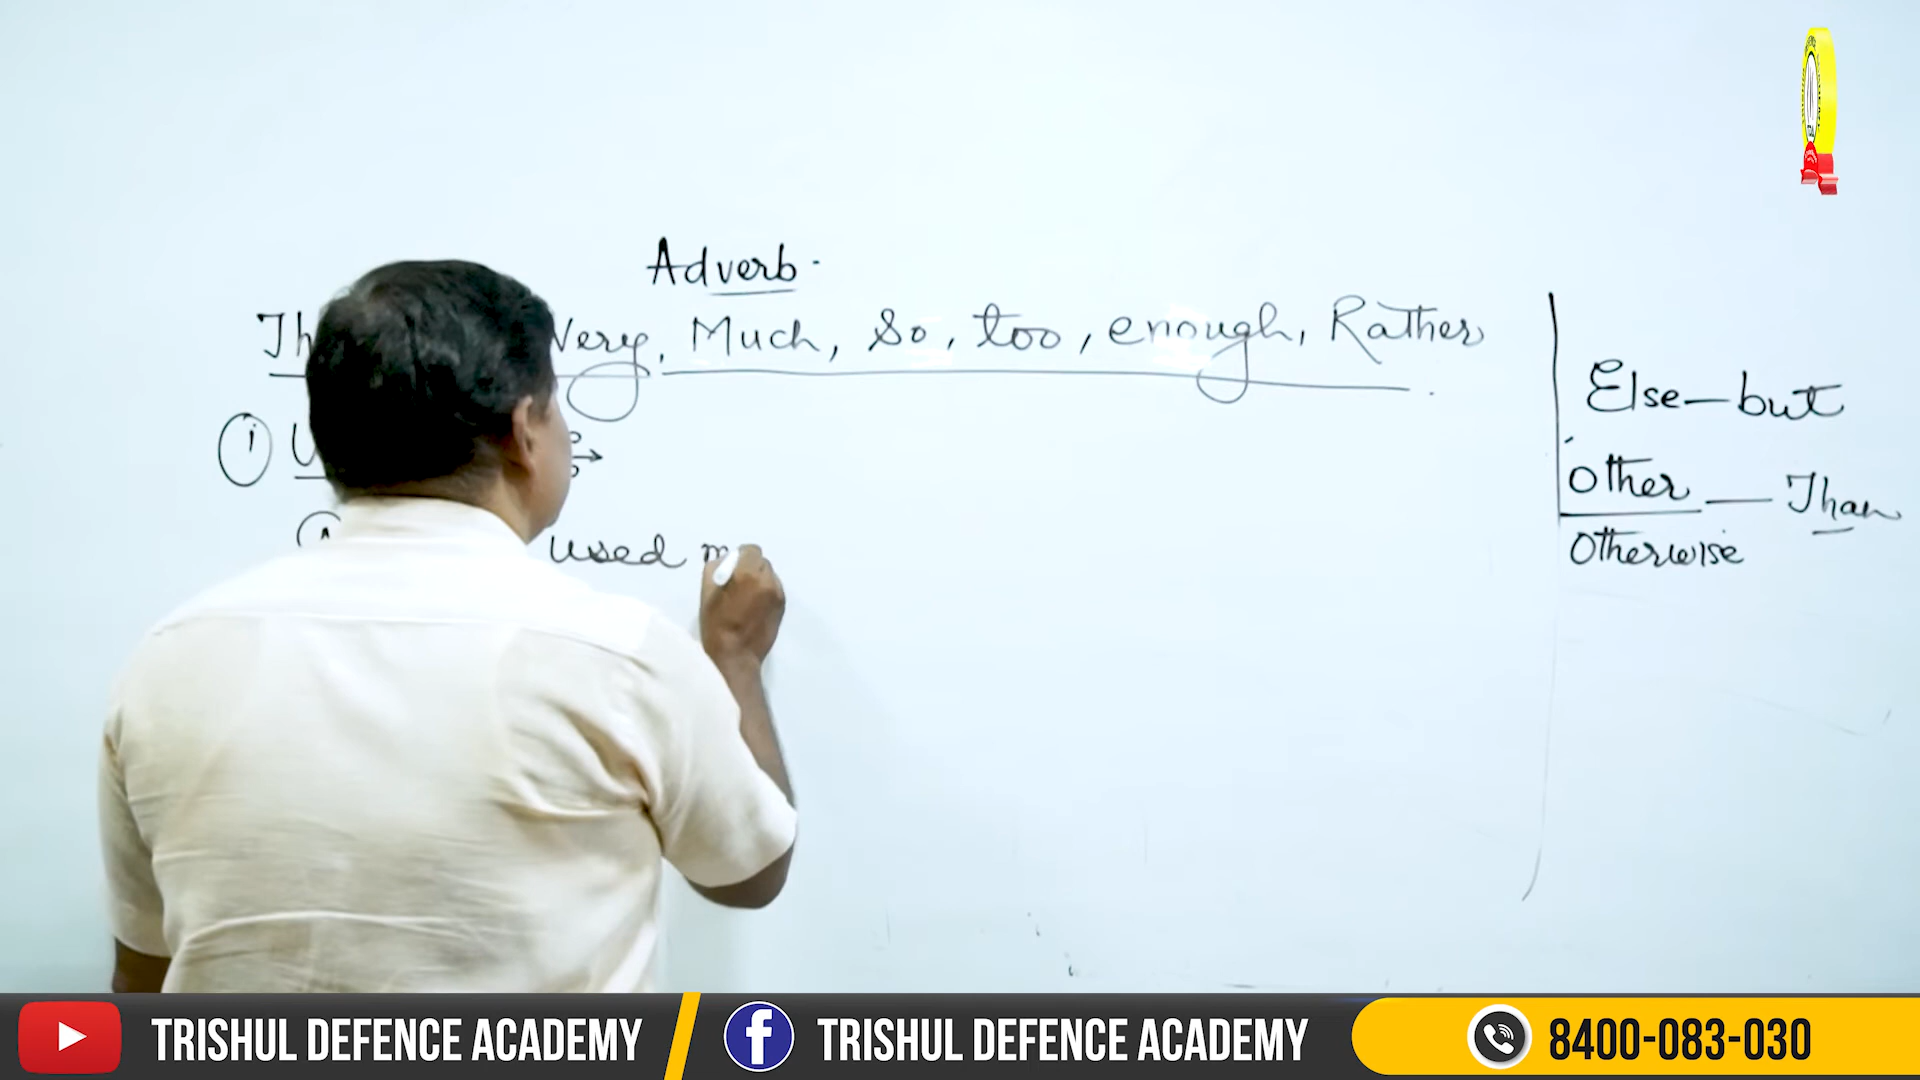 Adverb.
Very, Much, so, too, enough, Rather
i
used
Else—but
Other — Than
Otherwise
TRISHUL DEFENCE ACADEMY
TRISHUL DEFENCE ACADEMY
8400-083-030